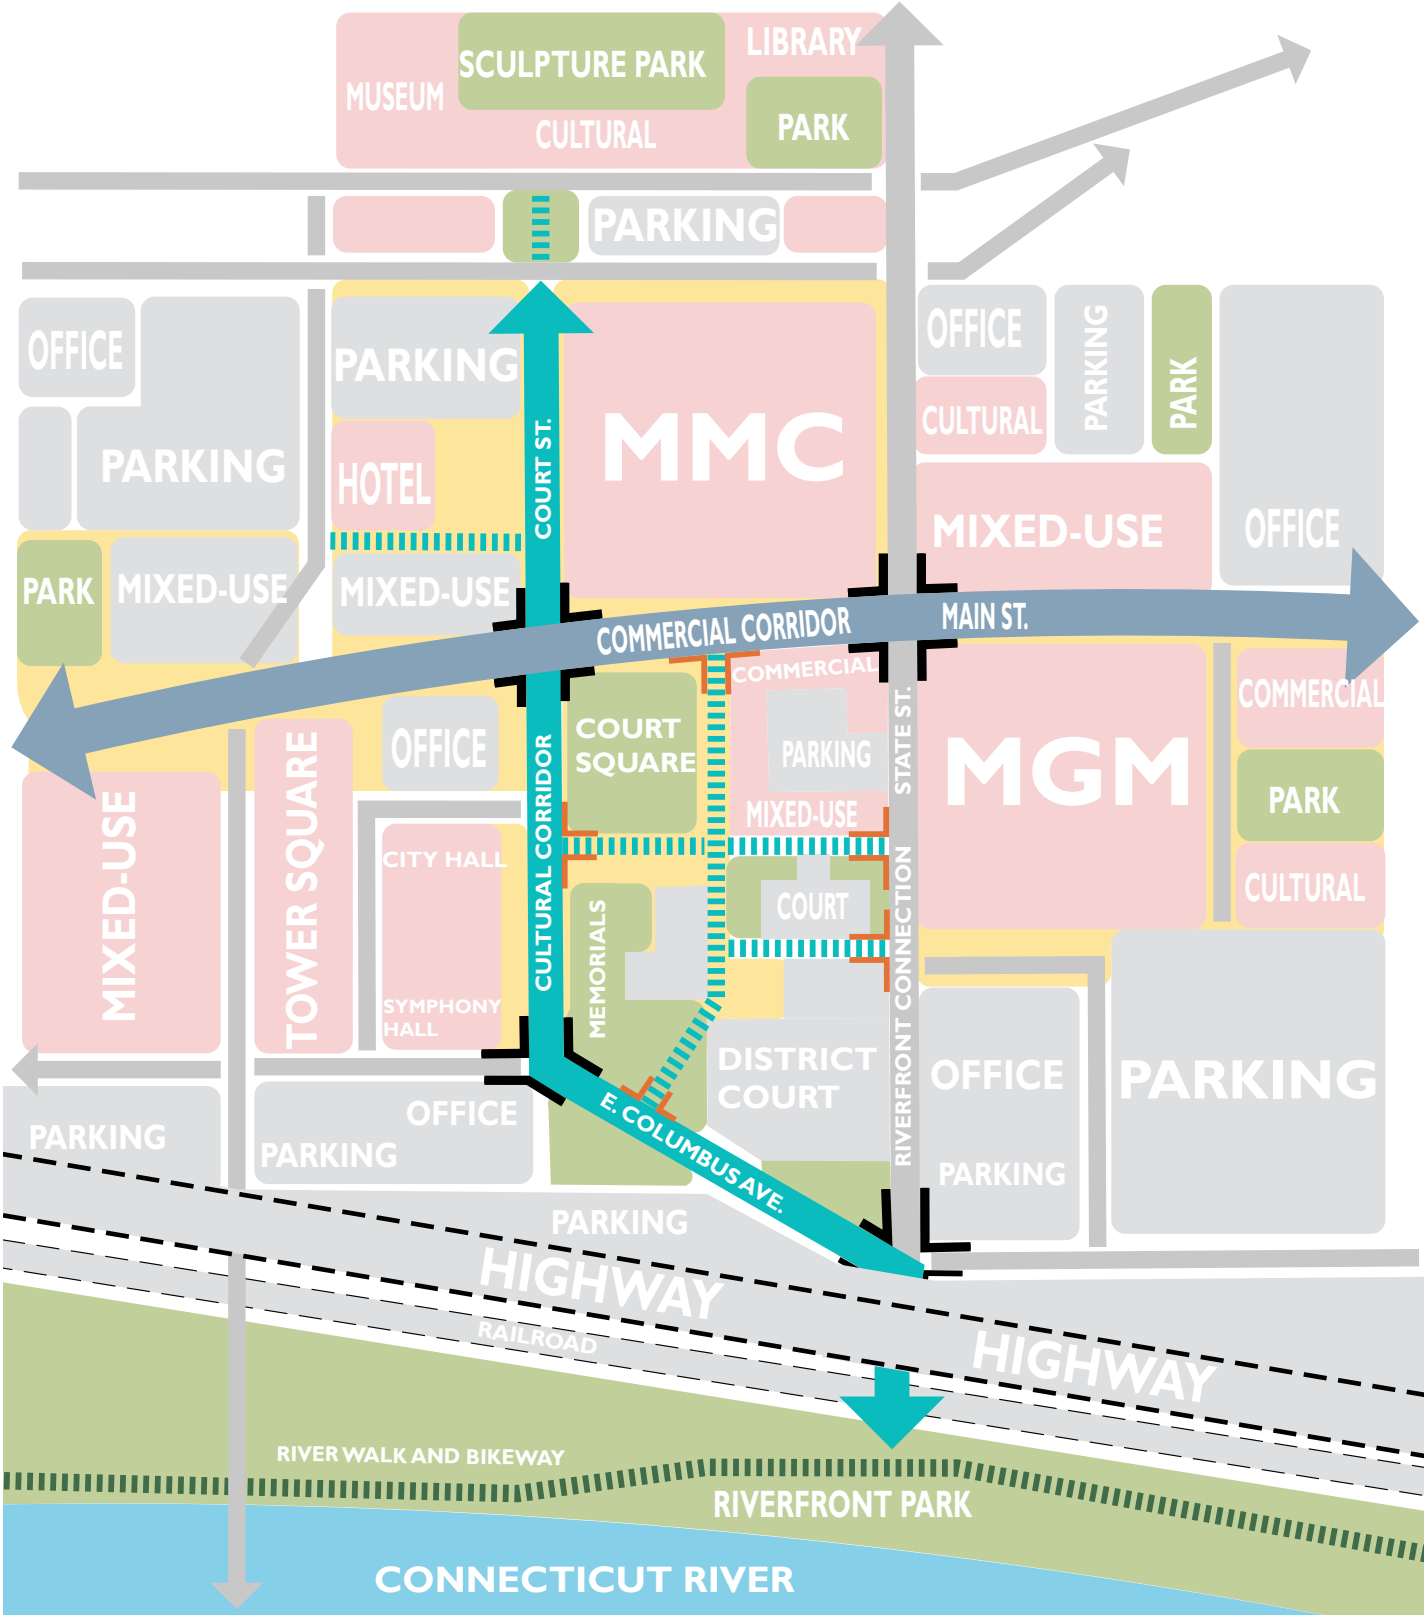 LIBRARY
SCULPTURE PARK
MUSEUM
CULTURAL
PARK
PARKING
OFFICE
PARKING
OFFICE
PARKING
PARK
CULTURAL
MMC
COURT ST.
HOTEL
PARKING
MIXED-USE
OFFICE
PARK
MIXED-USE
MIXED-USE
COMMERCIAL CORRIDOR
MAIN ST.
COMMERCIAL
COURT
SQUARE
PARKING
MIXED-USE
STATE ST.
MGM
COMMERCIAL
PARK
CULTURAL
OFFICE
TOWER SQUARE
MIXED-USE
CULTURAL CORRIDOR
CITY HALL
SYMPHONY
HALL
MEMORIALS
COURT
RIVERFRONT CONNECTION
DISTRICT
COURT
OFFICE
PARKING
PARKING
OFFICE
PARKING
PARKING
E. COLUMBUS AVE.
PARKING
HIGHWAY
HIGHWAY
RAILROAD
RIVER WALK AND BIKEWAY
RIVERFRONT PARK
CONNECTICUT RIVER